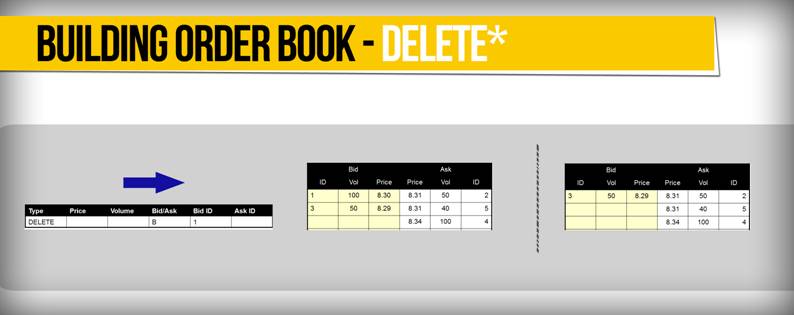 BUILDING ORDER BOOK - DELETE*
Type Price Volume Bid/Ask Bid ID Ask ID
DELETE B 1
Bid Ask
ID Vol Price Price Vol ID
1 100 8.30 8.31 50 2
3 50 8.29 8.31 40 5
8.34 100 4
Bid Ask
ID Vol Price Price Vol ID
3 50 8.29 8.31 50 2
8.31 40 5
8.34 100 4